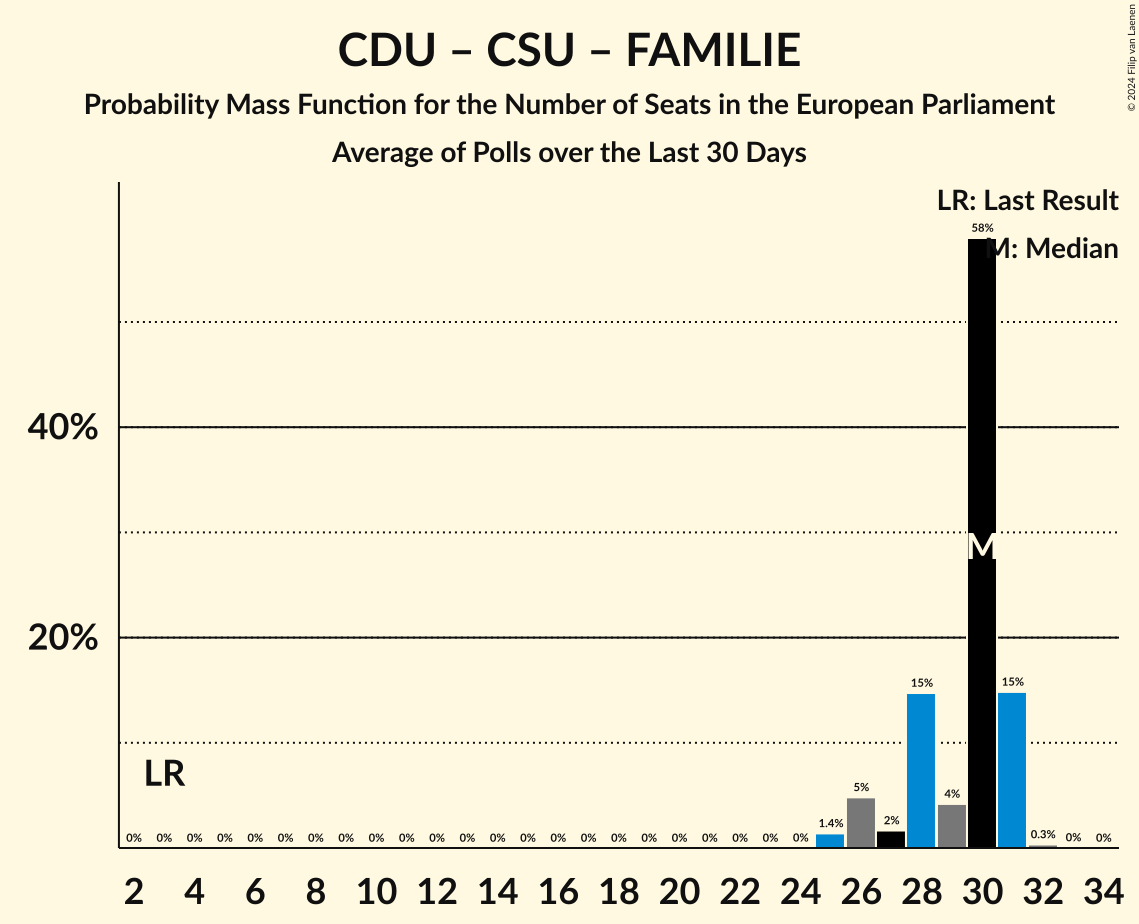 CDU – CSU – FAMILIE
Probability Mass Function for the Number of Seats in the European Parliament
Average of Polls over the Last 30 Days
© 2024 Filip van Laenen
LR: Last Result
M: Median
58%
40%
M
20%
15% 15%
LR
5% 4%
1.4% 2% 0.3%
0% 0% 0% 0% 0% 0% 0% 0% 0% 0% 0% 0% 0% 0% 0% 0% 0% 0% 0% 0% 0% 0% 0% 0% 0%
2 4 6 8 10 12 14 16 18 20 22 24 26 28 30 32 34